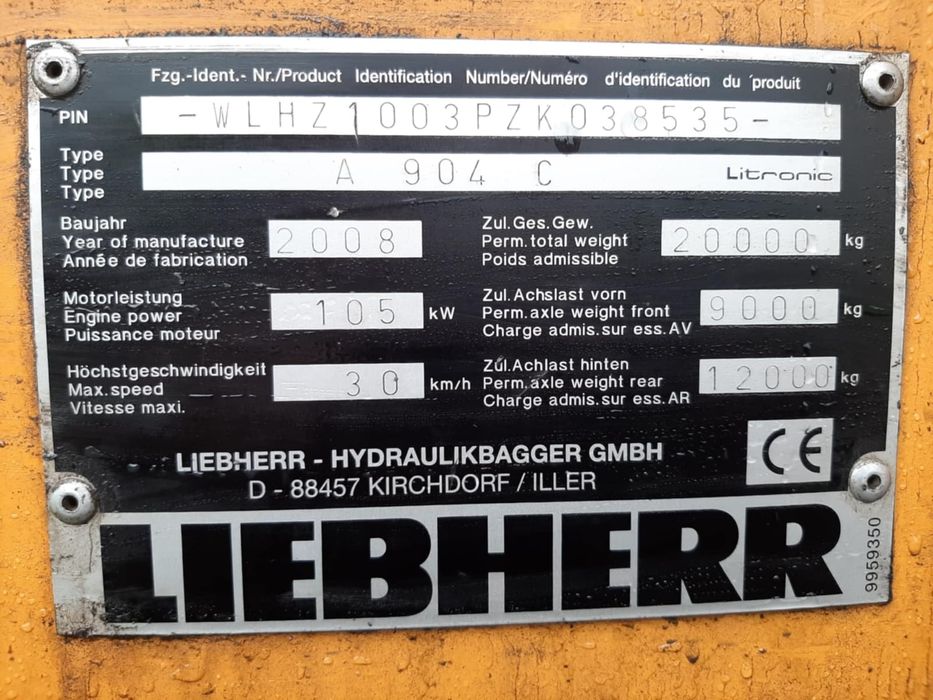 Fzg.-Ident.- Nr./Product Identification Number/Numéro d'identification du produit
PIN -WLHZ1003PZK038535-
Type
Type A 904 C Litronic
Type
Baujahr
Year of manufacture 2008
Année de fabrication
Zul. Ges. Gew.
Perm. total weight 20000 kg
Poids admissible
Motorleistung
Engine power 105 kW
Puissance moteur
Zul. Achslast vorn
Perm. axle weight front 9000 kg
Charge admis. sur ess. AV
Höchstgeschwindigkeit
Max. speed 30 km/h
Vitesse maxi.
Zül. Achlast hinten
Perm. axle weight rear 12000 kg
Charge admis. sur ess. AR
LIEBHERR - HYDRAULIKBAGGER GMBH
D - 88457 KIRCHDORF / ILLER
CE
LIEBHERR
9959350